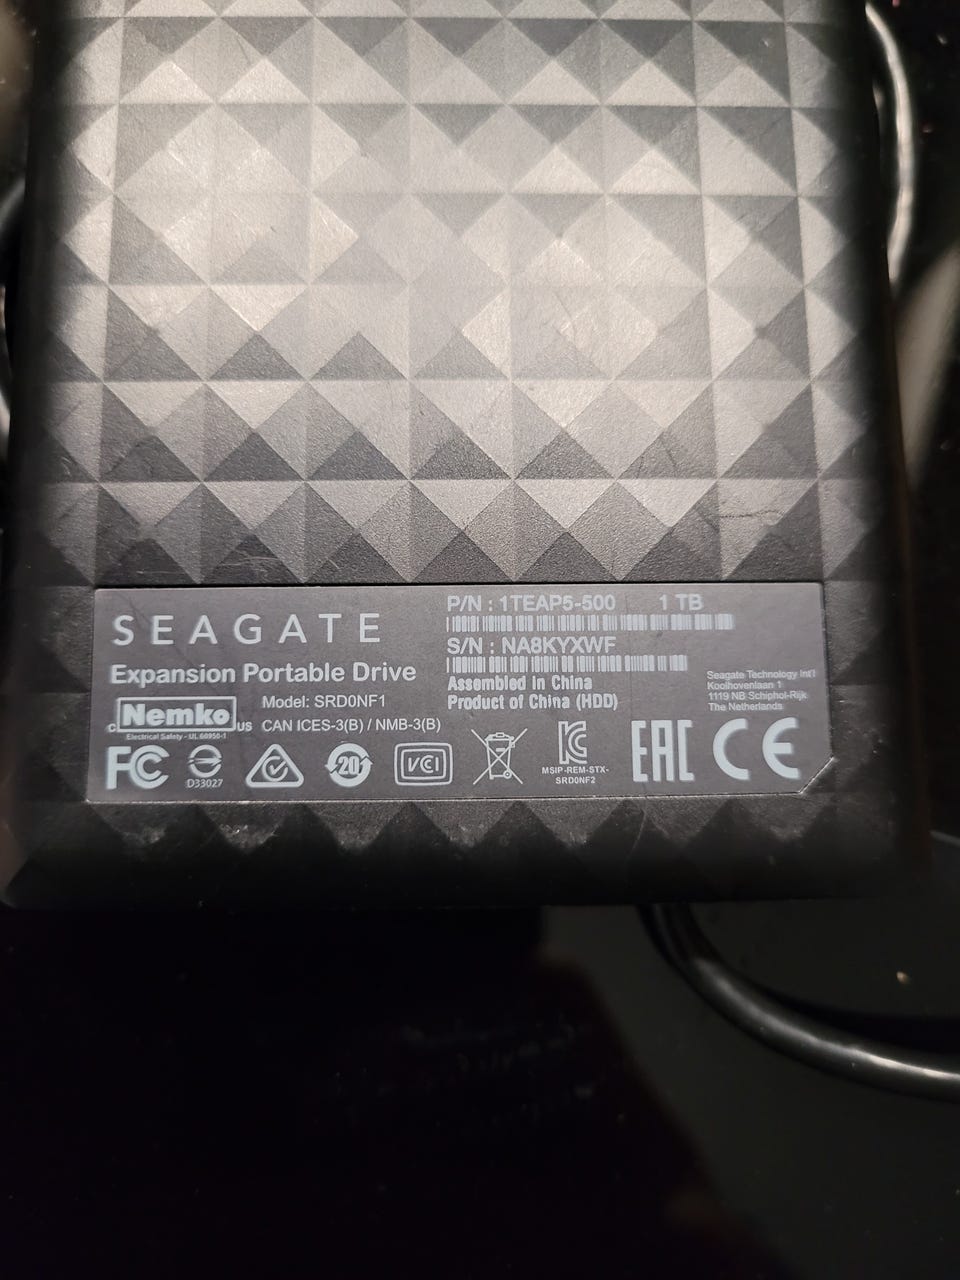 SEAGATE
Expansion Portable Drive
Model: SRD0NF1
c Nemko us
Electrical Safety - UL 60950-1
CAN ICES-3(B) / NMB-3(B)
P/N : 1TEAP5-500 1 TB
S/N : NA8KYXWF
Assembled in China
Product of China (HDD)
Seagate Technology Int'l
Koolhovenlaan 1
1119 NB Schiphol-Rijk
The Netherlands
FC
D33027
20
VCI
MSIP-REM-STX-
SRD0NF2
EAC
CE